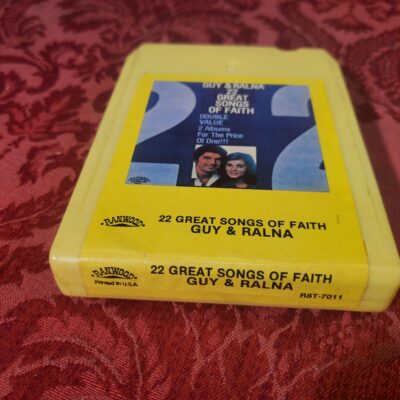 GUY & RALNA
22
GREAT
SONGS
OF FAITH
DOUBLE
VALUE
2 Albums
For The Price
Of One!!!
22
RANWOOD
22 GREAT SONGS OF FAITH
GUY & RALNA
RANWOOD
Printed in U.S.A
22 GREAT SONGS OF FAITH
GUY & RALNA
R8T-7011